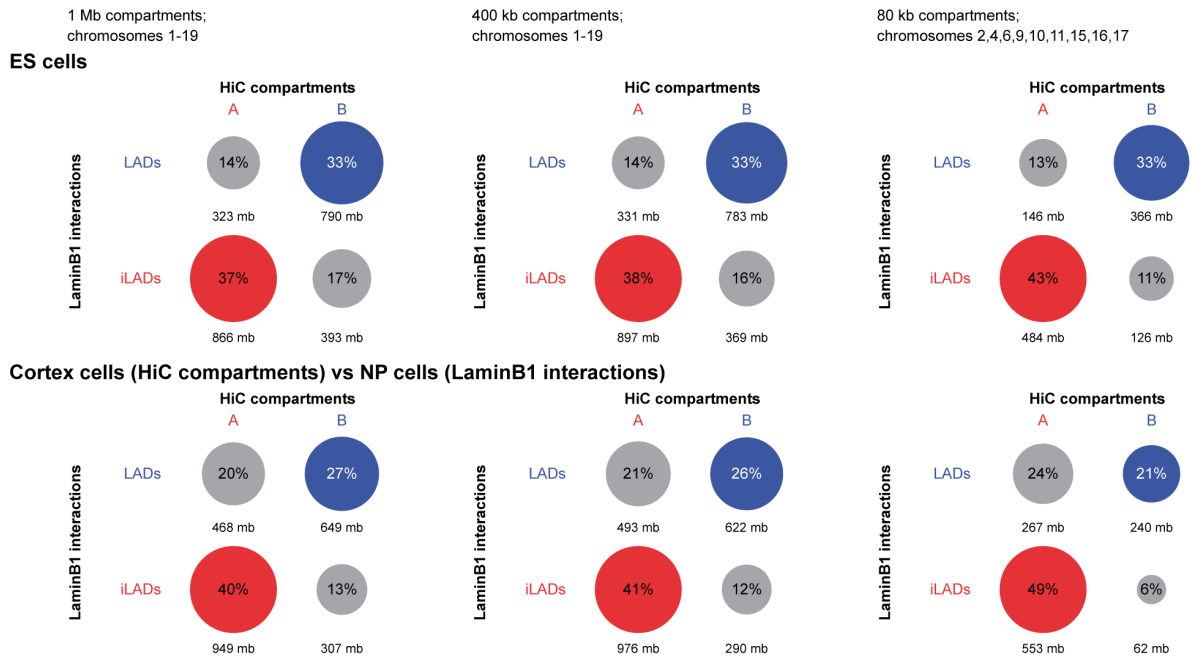 1 Mb compartments;
chromosomes 1-19
400 kb compartments;
chromosomes 1-19
80 kb compartments;
chromosomes 2,4,6,9,10,11,15,16,17
ES cells
HiC compartments
A B
LaminB1 interactions
LADs 14% 33%
323 mb 790 mb
iLADs 37% 17%
866 mb 393 mb
HiC compartments
A B
LaminB1 interactions
LADs 14% 33%
331 mb 783 mb
iLADs 38% 16%
897 mb 369 mb
HiC compartments
A B
LaminB1 interactions
LADs 13% 33%
146 mb 366 mb
iLADs 43% 11%
484 mb 126 mb
Cortex cells (HiC compartments) vs NP cells (LaminB1 interactions)
HiC compartments
A B
LaminB1 interactions
LADs 20% 27%
468 mb 649 mb
iLADs 40% 13%
949 mb 307 mb
HiC compartments
A B
LaminB1 interactions
LADs 21% 26%
493 mb 622 mb
iLADs 41% 12%
976 mb 290 mb
HiC compartments
A B
LaminB1 interactions
LADs 24% 21%
267 mb 240 mb
iLADs 49% 6%
553 mb 62 mb